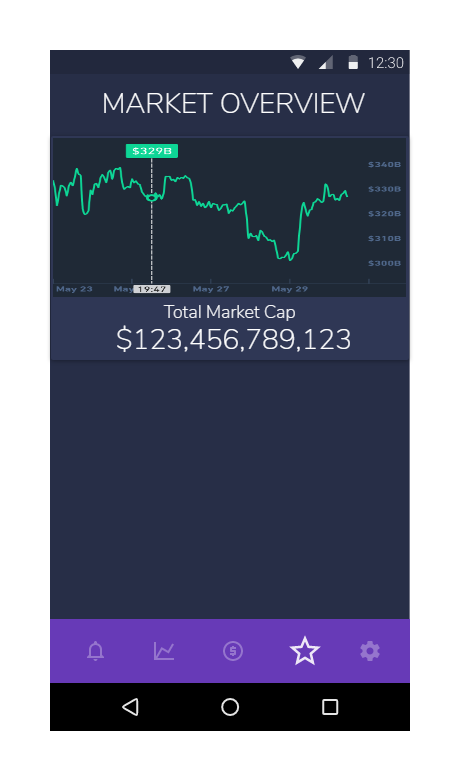 12:30
MARKET OVERVIEW
$329B
$340B
$330B
$320B
$310B
$300B
May 23 May 19:47 May 27 May 29
Total Market Cap
$123,456,789,123